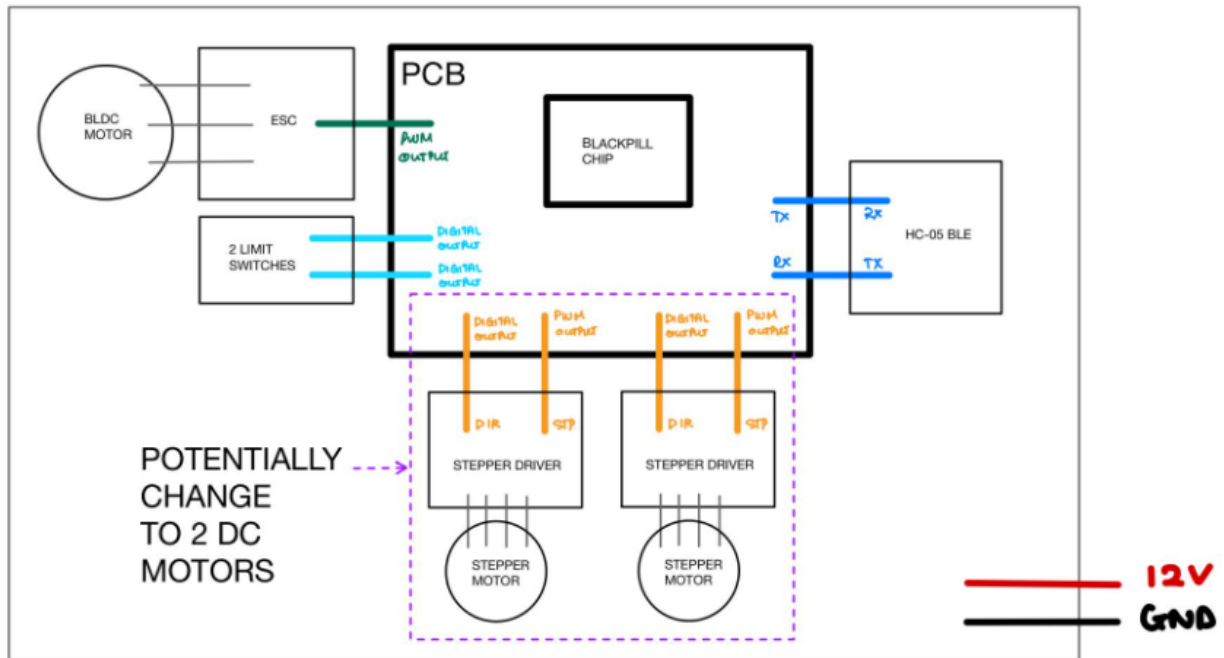 PCB
BLDC
MOTOR
ESC
PWM
OUTPUT
BLACKPILL
CHIP
2 LIMIT
SWITCHES
DIGITAL
OUTPUT
DIGITAL
OUTPUT
TX
RX
RX
TX
HC-05 BLE
DIGITAL
OUTPUT
PWM
OUTPUT
DIGITAL
OUTPUT
PWM
OUTPUT
DIR
STP
STEPPER DRIVER
DIR
STP
STEPPER DRIVER
STEPPER
MOTOR
STEPPER
MOTOR
POTENTIALLY
CHANGE
TO 2 DC
MOTORS
12V
GND